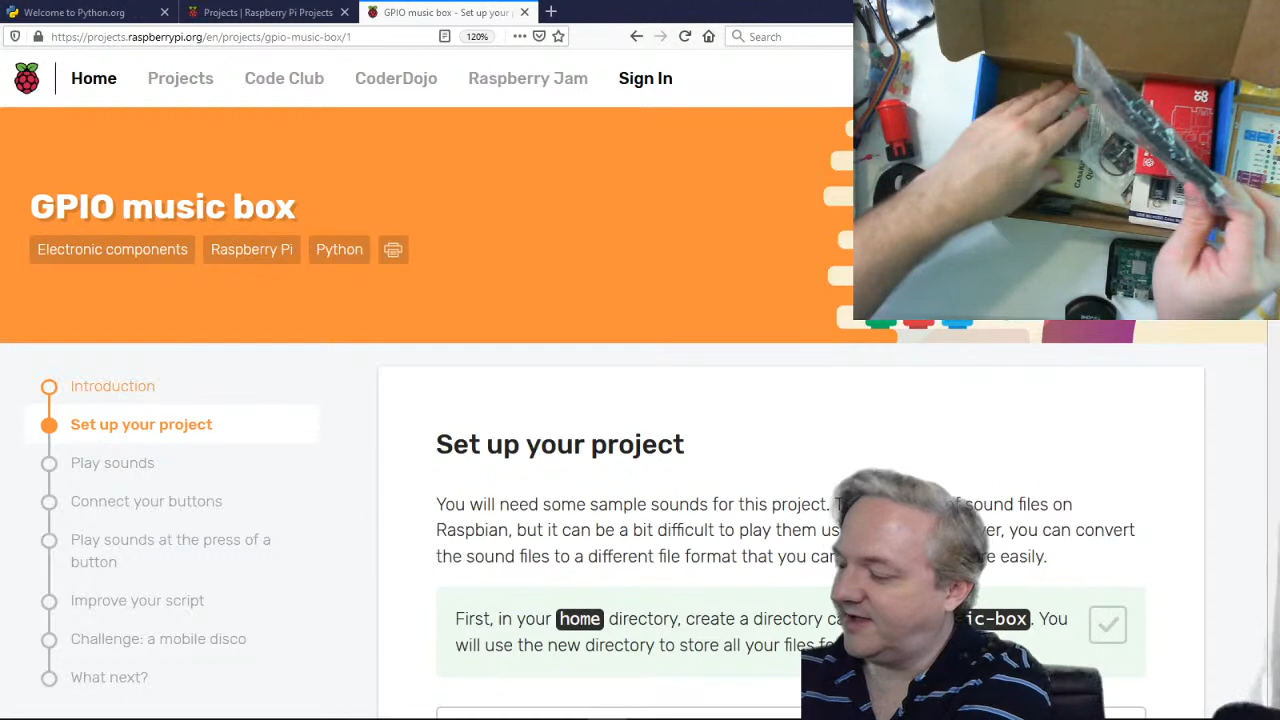 Welcome to Python.org
Projects | Raspberry Pi Projects
GPIO music box - Set up your
https://projects.raspberrypi.org/en/projects/gpio-music-box/1
120%
Search
Home
Projects
Code Club
CoderDojo
Raspberry Jam
Sign In
GPIO music box
Electronic components
Raspberry Pi
Python
Introduction
Set up your project
Play sounds
Connect your buttons
Play sounds at the press of a
button
Improve your script
Challenge: a mobile disco
What next?
Set up your project
You will need some sample sounds for this project. of sound files on
Raspbian, but it can be a bit difficult to play them you can convert
the sound files to a different file format that you can easily.
First, in your home directory, create a directory ic-box. You
will use the new directory to store all your files